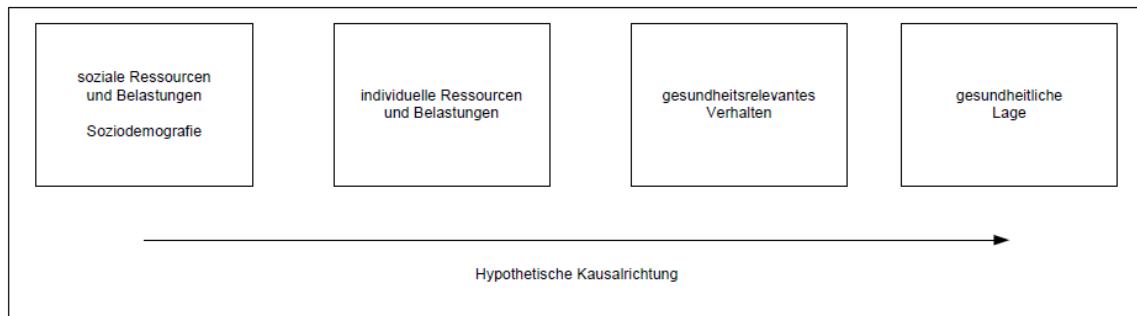 soziale Ressourcen
und Belastungen
Soziodemografie
individuelle Ressourcen
und Belastungen
gesundheitsrelevantes
Verhalten
gesundheitliche
Lage
Hypothetische Kausalrichtung